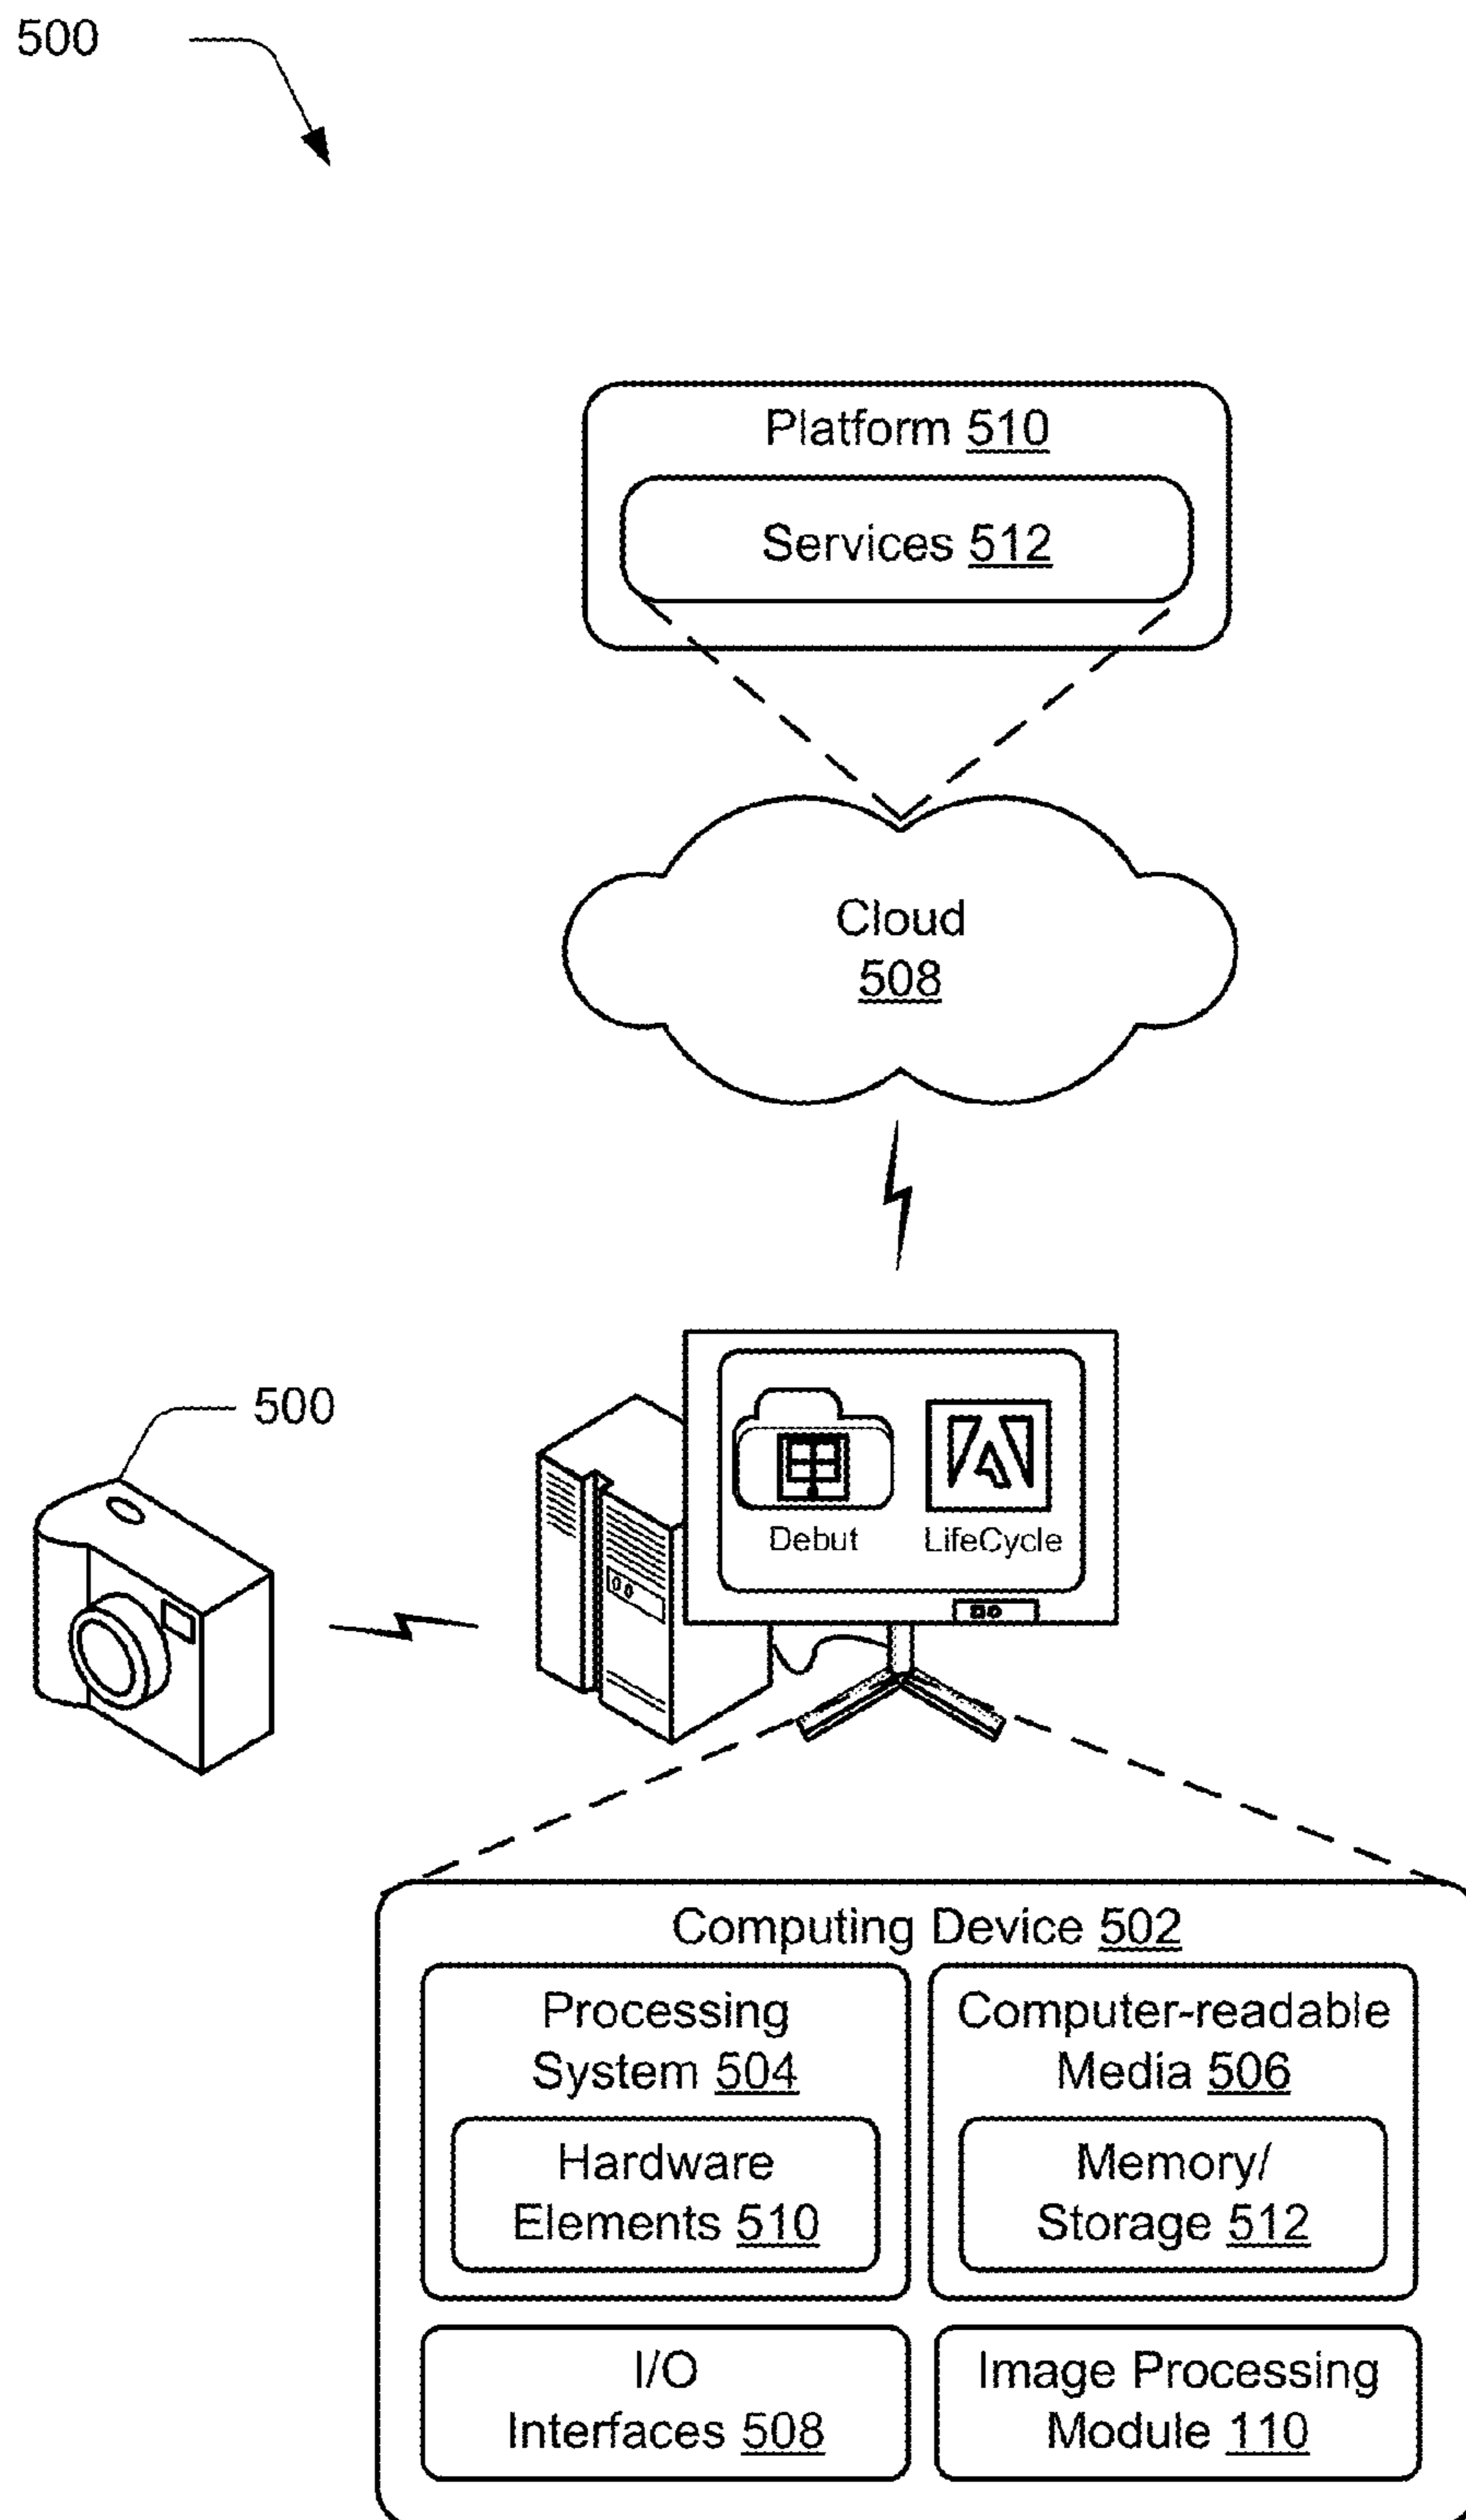 500
Platform 510
Services 512
Cloud
508
500
Debut
LifeCycle
Computing Device 502
Processing
System 504
Hardware
Elements 510
Computer-readable
Media 506
Memory/
Storage 512
I/O
Interfaces 508
Image Processing
Module 110